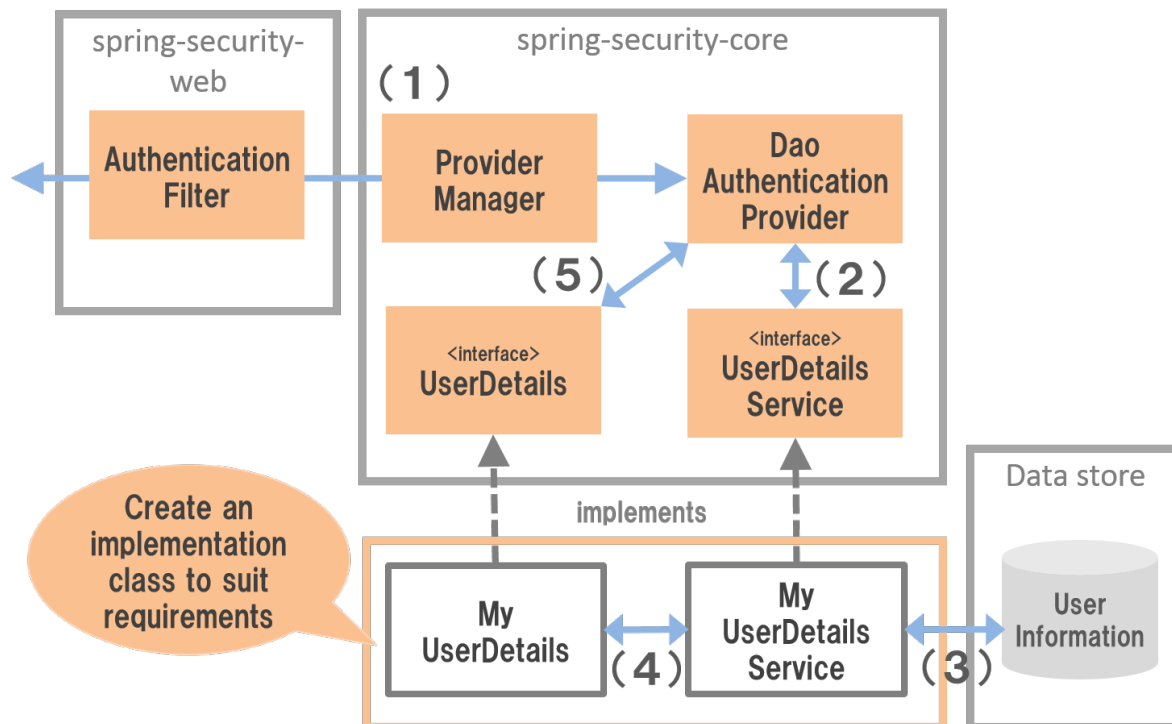 spring-security-
web
spring-security-core
(1)
Authentication
Filter
Provider
Manager
Dao
Authentication
Provider
(5)
(2)
<interface>
UserDetails
<interface>
UserDetails
Service
Data store
implements
Create an
implementation
class to suit
requirements
My
UserDetails
(4)
My
UserDetails
Service
(3)
User
Information